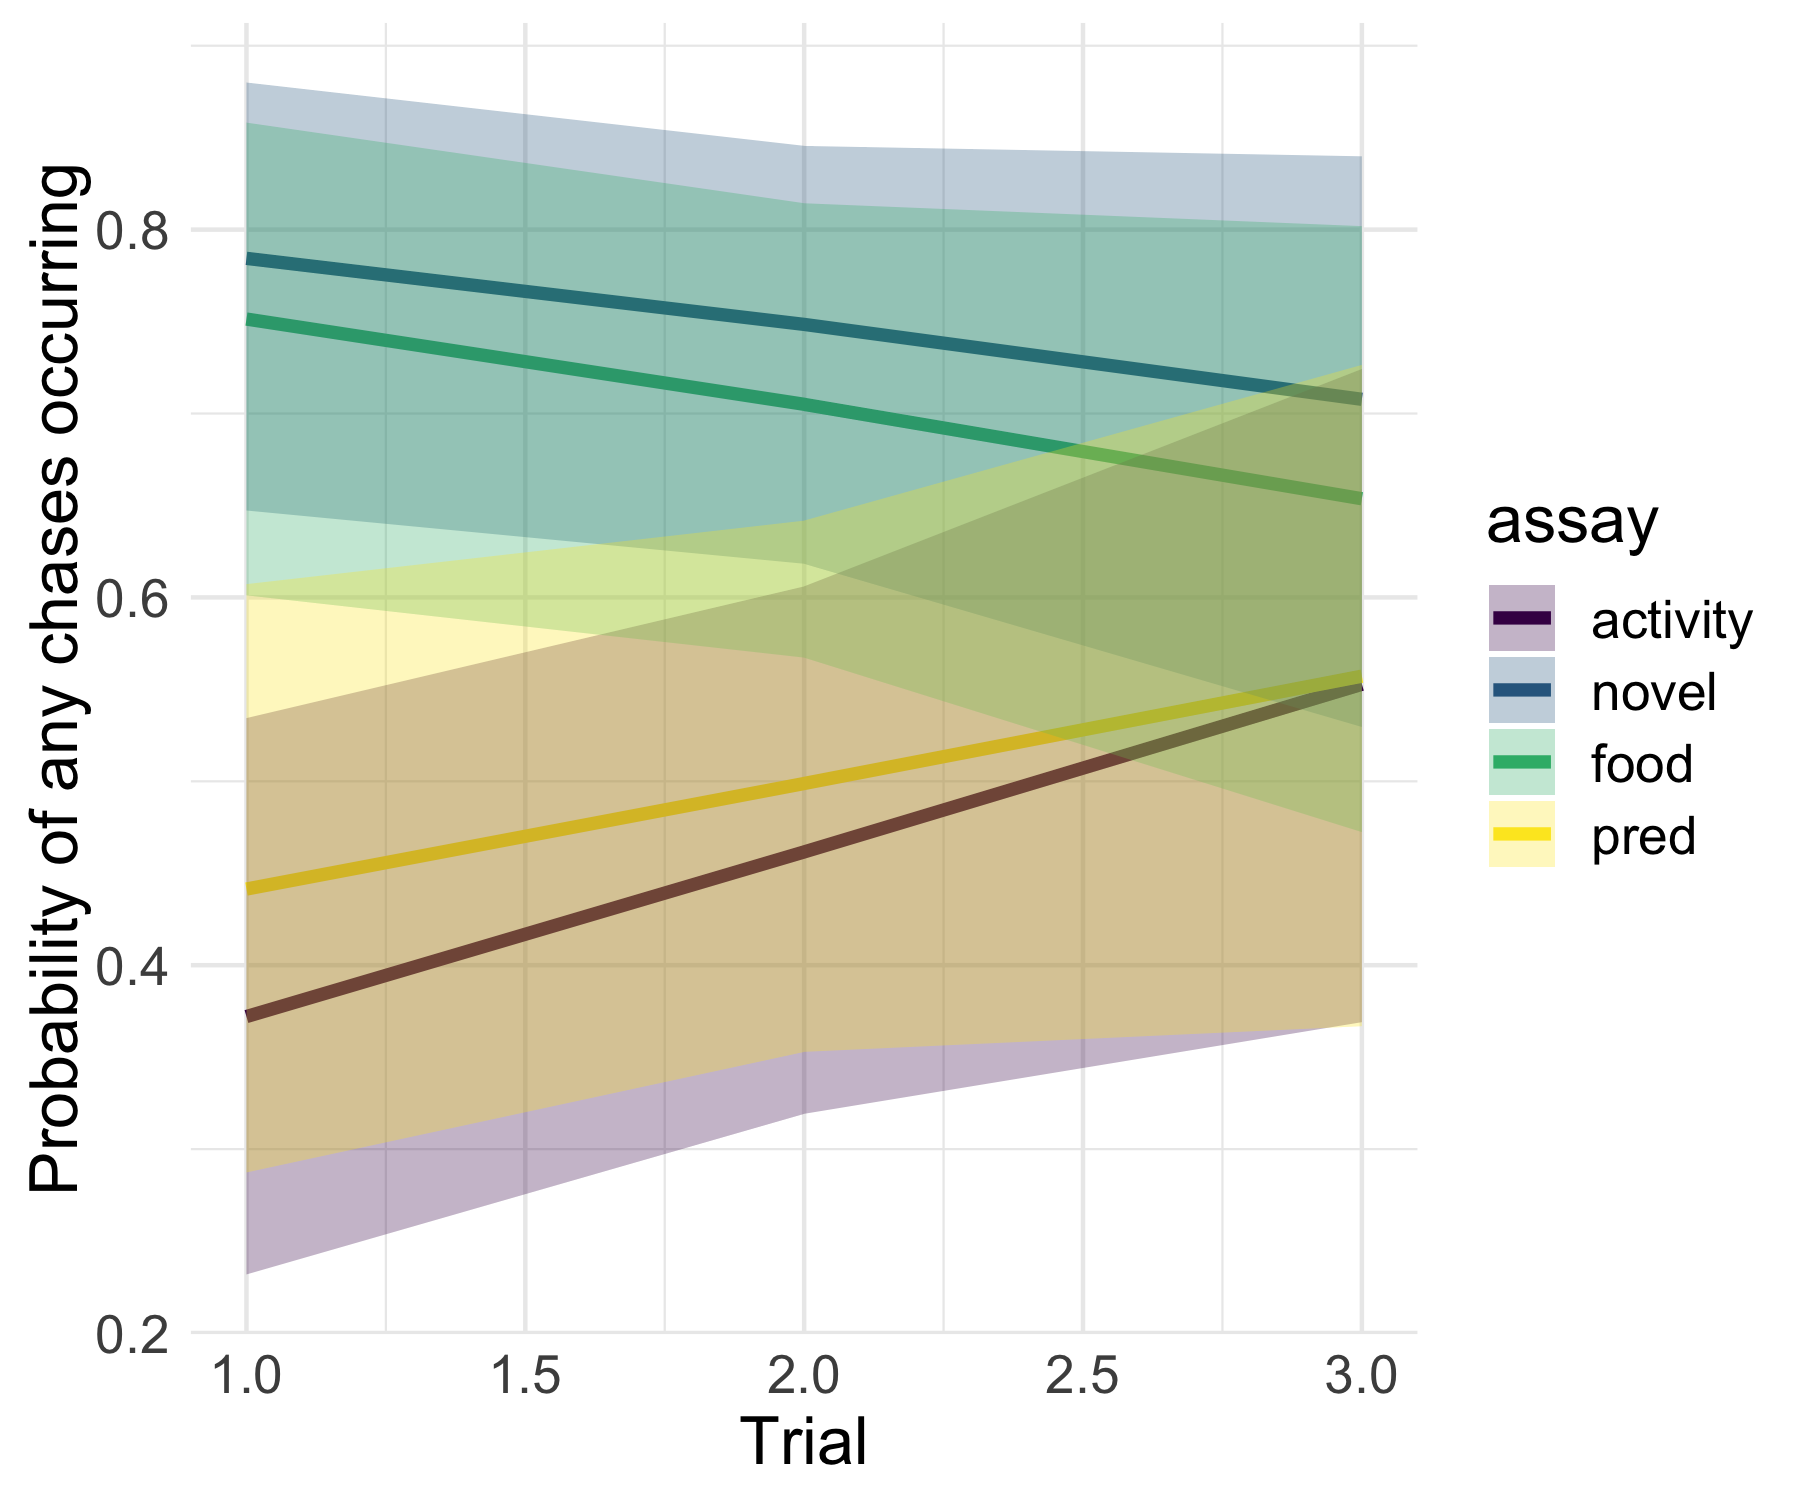 Probability of any chases occurring
0.8
0.6
0.4
0.2
1.0 1.5 2.0 2.5 3.0
Trial
assay
activity
novel
food
pred